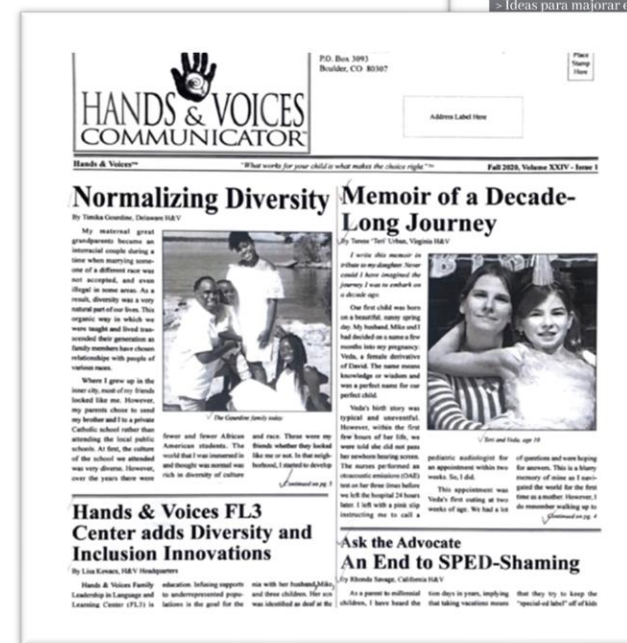 > Ideas para majorar e
P.O. Box 3093
Boulder, CO 80307
Place
Stamp
Here
HANDS & VOICES
COMMUNICATOR
Address Label Here
Hands & Voices™
"What works for your child is what makes the choice right."™
Fall 2020, Volume XXIV - Issue 1
Normalizing Diversity
By Timika Gourdine, Delaware H&V
My maternal great
grandparents became an
interracial couple during a
time when marrying some-
one of a different race was
not accepted, and even
illegal in some areas. As a
result, diversity was a very
natural part of our lives. This
organic way in which we
were taught and lived tran-
scended their generation as
family members have chosen
relationships with people of
various races.
Where I grew up in the
inner city, most of my friends
looked like me. However,
my parents chose to send
my brother and I to a private
Catholic school rather than
attending the local public
schools. At first, the culture
of the school we attended
was very diverse. However,
over the years there were
The Gourdine family today
fewer and fewer African
American students. The
world that I was immersed in
and thought was normal was
rich in diversity of culture
and race. These were my
friends whether they looked
like me or not. In that neigh-
borhood, I started to develop
Continued on pg. 5
Memoir of a Decade-
Long Journey
By Terese "Teri" Urban, Virginia H&V
I write this memoir in
tribute to my daughter. Never
could I have imagined the
journey I was to embark on
a decade ago.
Our first child was born
on a beautiful, sunny spring
day. My husband, Mike and I
had decided on a name a few
months into my pregnancy.
Veda, a female derivative
of David. The name means
knowledge or wisdom and
was a perfect name for our
perfect child.
Veda's birth story was
typical and uneventful.
However, within the first
few hours of her life, we
were told she did not pass
her newborn hearing screen.
The nurses performed an
otoacoustic emissions (OAE)
test on her three times before
we left the hospital 24 hours
later. I left with a pink slip
instructing me to call a
Teri and Veda, age 10
pediatric audiologist for
an appointment within two
weeks. So, I did.
This appointment was
Veda's first outing at two
weeks of age. We had a lot
of questions and were hoping
for answers. This is a blurry
memory of mine as I navi-
gated the world for the first
time as a mother. However, I
do remember walking up to
Continued on pg. 4
Hands & Voices FL3
Center adds Diversity and
Inclusion Innovations
By Lisa Kovacs, H&V Headquarters
Hands & Voices Family
Leadership in Language and
Learning Center (FL3) is
education. Infusing supports
to underrepresented popu-
lations is the goal for the
nia with her husband, Mike,
and three children. Her son
was identified as deaf at the
Ask the Advocate
An End to SPED-Shaming
By Rhonda Savage, California H&V
As a parent to millennial
children, I have heard the
tion days in years, implying
that taking vacations means
that they try to keep the
"special-ed label" off of kids